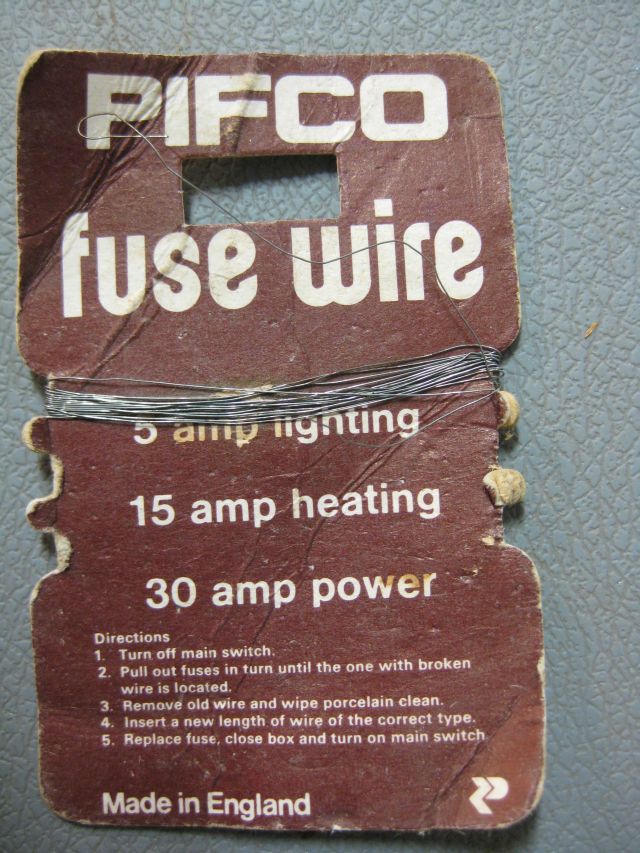 PIFCO
fuse wire
5 amp lighting
15 amp heating
30 amp power
Directions
1. Turn off main switch.
2. Pull out fuses in turn until the one with broken
wire is located.
3. Remove old wire and wipe porcelain clean.
4. Insert a new length of wire of the correct type.
5. Replace fuse, close box and turn on main switch
Made in England